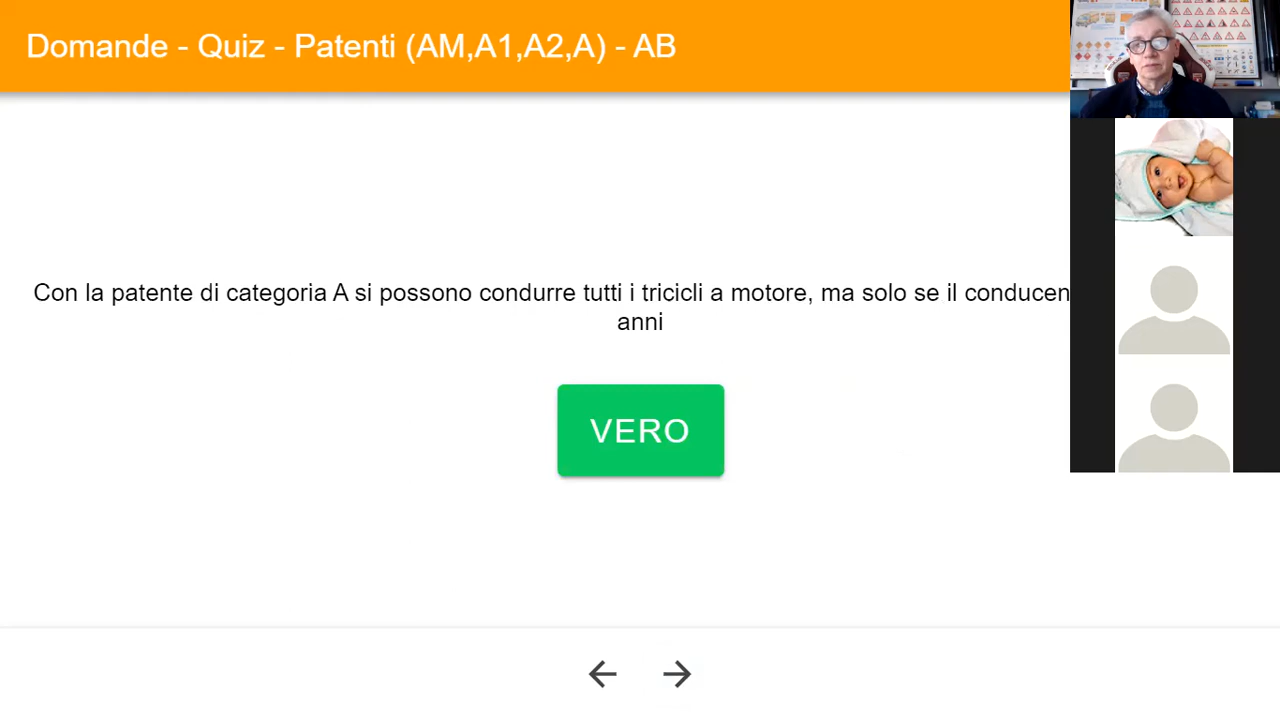 Domande - Quiz - Patenti (AM,A1,A2,A) - AB
Con la patente di categoria A si possono condurre tutti i tricicli a motore, ma solo se il conducen
anni
VERO